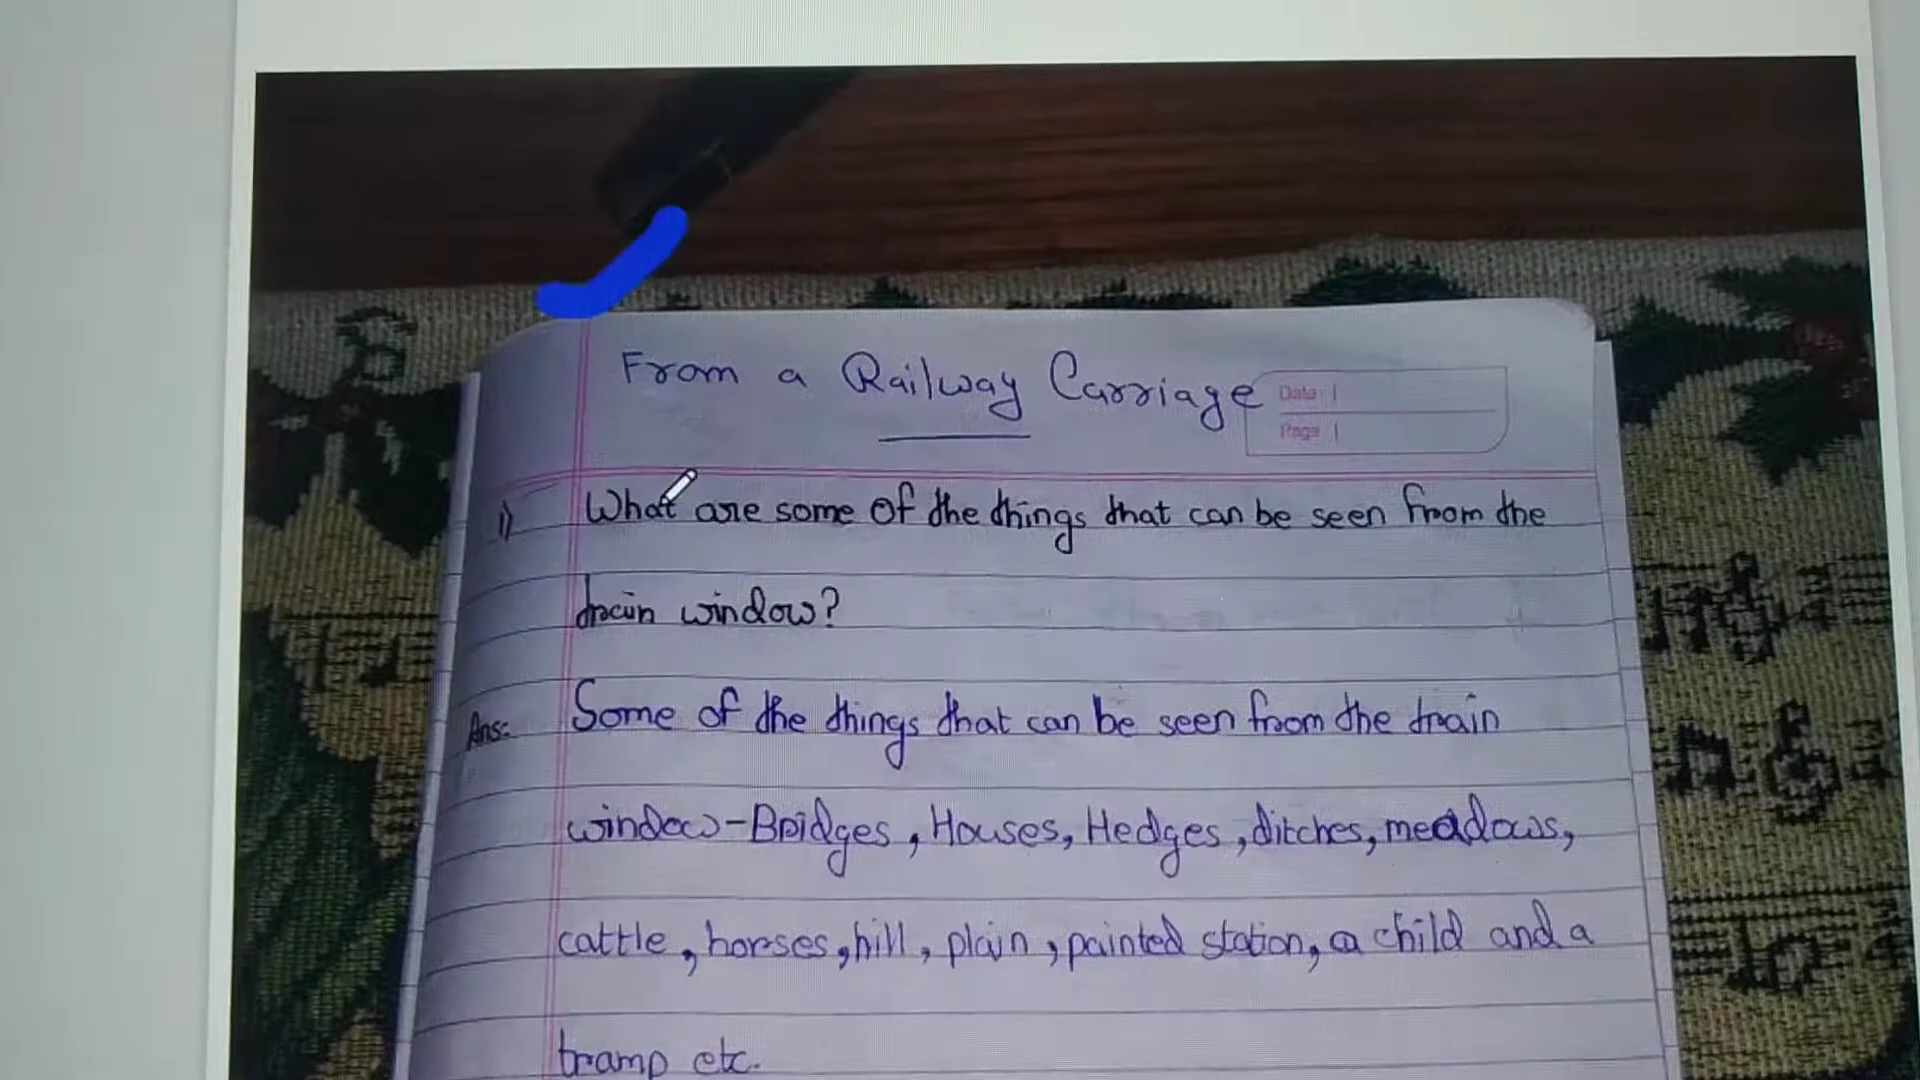 From a Railway Carriage
Data
Page
1) What are some of the things that can be seen from the
train window?
Ans:- Some of the things that can be seen from the train
window-Bridges, Houses, Hedges, ditches, meadows,
cattle, horses, hill, plain, painted station, a child and a
tramp etc.